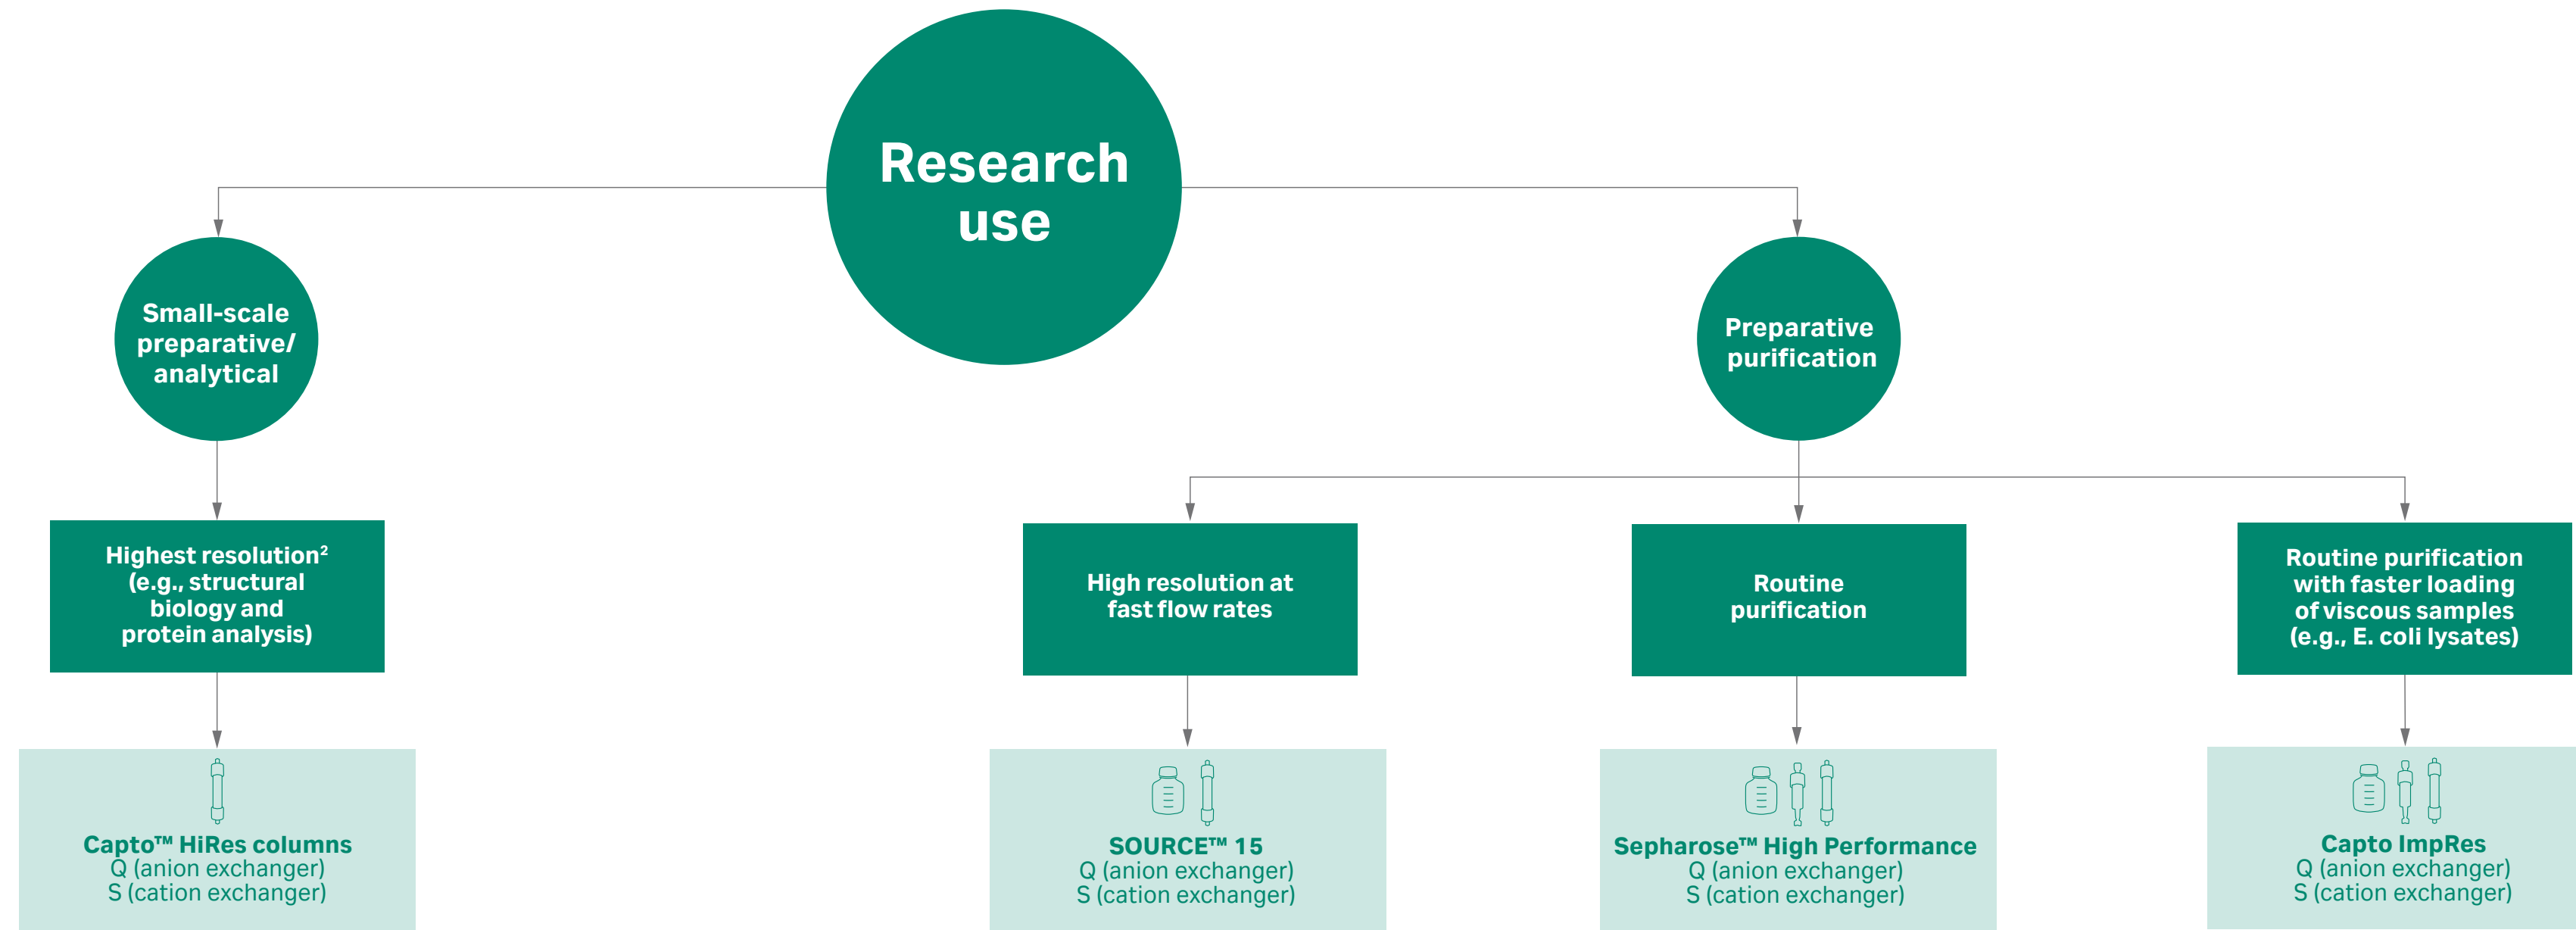 Research
use
Small-scale
preparative/
analytical
Preparative
purification
Highest resolution²
(e.g., structural
biology and
protein analysis)
High resolution at
fast flow rates
Routine
purification
Routine purification
with faster loading
of viscous samples
(e.g., E. coli lysates)
Capto™ HiRes columns
Q (anion exchanger)
S (cation exchanger)
SOURCE™ 15
Q (anion exchanger)
S (cation exchanger)
Sepharose™ High Performance
Q (anion exchanger)
S (cation exchanger)
Capto ImpRes
Q (anion exchanger)
S (cation exchanger)